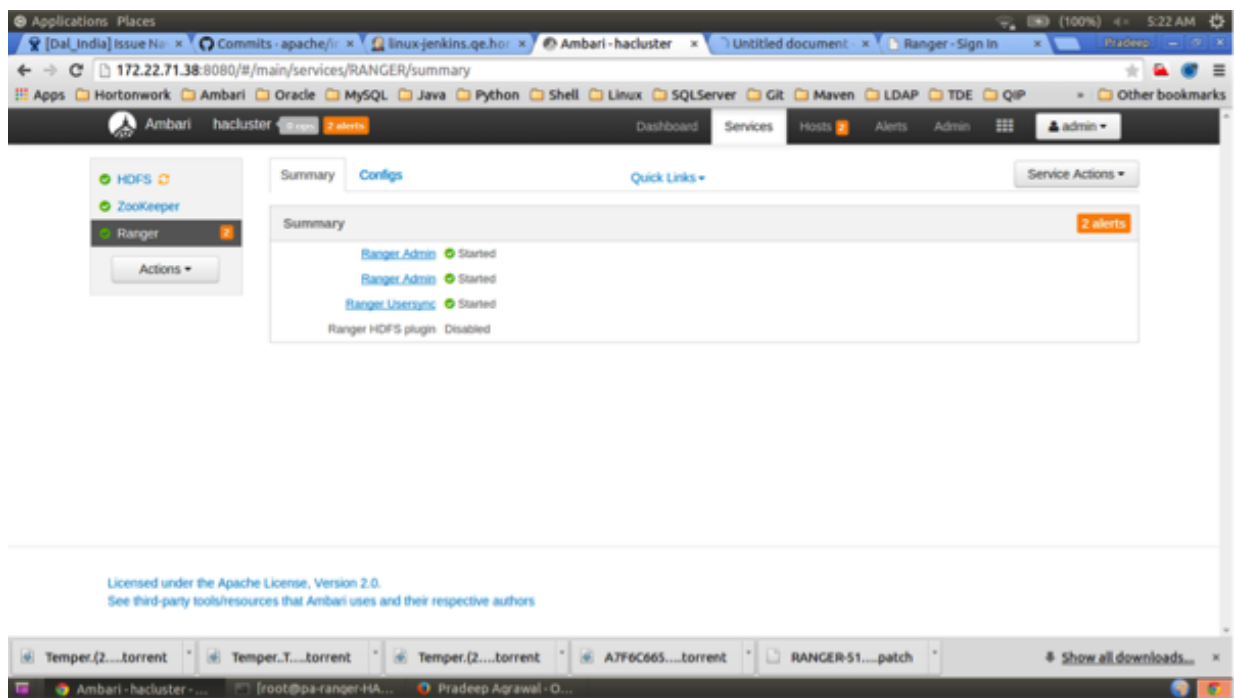 Applications Places (100%) 5:22 AM
[Dal_India] Issue Na × Commits - apache/ir × linux-jenkins.qe.hor × Ambari - hacluster × Untitled document - × Ranger - Sign in × Pradeep
172.22.71.38:8080/#/main/services/RANGER/summary
Apps Hortonwork Ambari Oracle MySQL Java Python Shell Linux SQLServer Git Maven LDAP TDE QIP » Other bookmarks
Ambari hacluster 0 ops 2 alerts Dashboard Services Hosts 2 Alerts Admin admin
HDFS
ZooKeeper
Ranger 2
Actions
Summary Configs Quick Links Service Actions
Summary 2 alerts
Ranger Admin Started
Ranger Admin Started
Ranger Usersync Started
Ranger HDFS plugin Disabled
Licensed under the Apache License, Version 2.0.
See third-party tools/resources that Ambari uses and their respective authors
Temper.(2....torrent Temper..T....torrent Temper.(2....torrent A7F6C665....torrent RANGER-51....patch Show all downloads... ×
Ambari - hacluster - ... [root@pa-ranger-HA... Pradeep Agrawal - O...